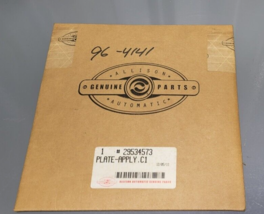 96-4141
ALLISON
GENUINE PARTS
AUTOMATIC
1 # 29534573
PLATE-APPLY.C1